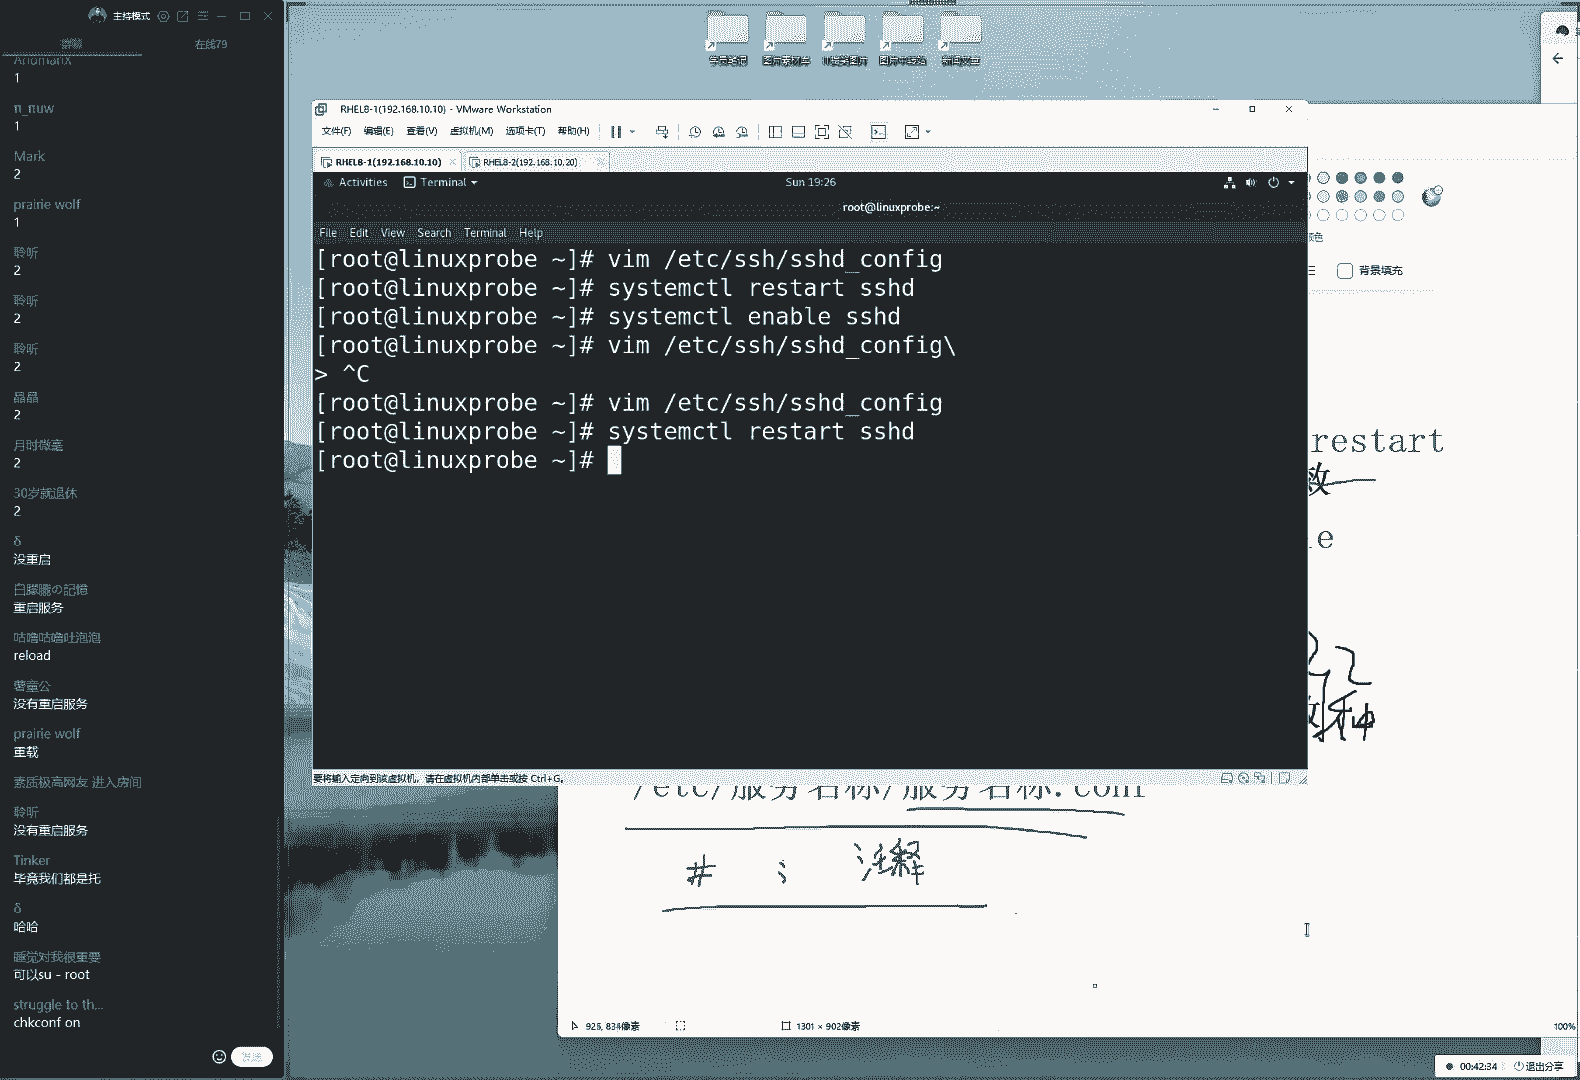 主持模式
在线79
AnomanX
1
n_nuw
1
Mark
2
prairie wolf
1
聆听
2
聆听
2
聆听
2
晶晶
2
月时微毫
2
30岁就退休
2
δ
没重启
白朦朧の記憶
重启服务
咕噜咕噜吐泡泡
reload
没有重启服务
prairie wolf
重载
素质极高网友 进入房间
聆听
没有重启服务
Tinker
毕竟我们都是托
δ
哈哈
睡觉对我很重要
可以su - root
struggle to th...
chkconf on
RHEL8-1(192.168.10.10) - VMware Workstation
文件(F) 编辑(E) 查看(V) 虚拟机(M) 选项卡(T) 帮助(H)
RHEL8-1(192.168.10.10)
RHEL8-2(192.168.10.20)
Activities
Terminal
Sun 19:26
root@linuxprobe:~
File Edit View Search Terminal Help
[root@linuxprobe ~]# vim /etc/ssh/sshd_config
[root@linuxprobe ~]# systemctl restart sshd
[root@linuxprobe ~]# systemctl enable sshd
[root@linuxprobe ~]# vim /etc/ssh/sshd_config\
> ^C
[root@linuxprobe ~]# vim /etc/ssh/sshd_config
[root@linuxprobe ~]# systemctl restart sshd
[root@linuxprobe ~]#
要将输入定向到该虚拟机，请在虚拟机内部单击或按 Ctrl+G。
背景填充
restart
效
/etc/服务名称/服务名称.conf
# ; 注释
926, 834像素
1301 × 902像素
100%
00:42:34
退出分享